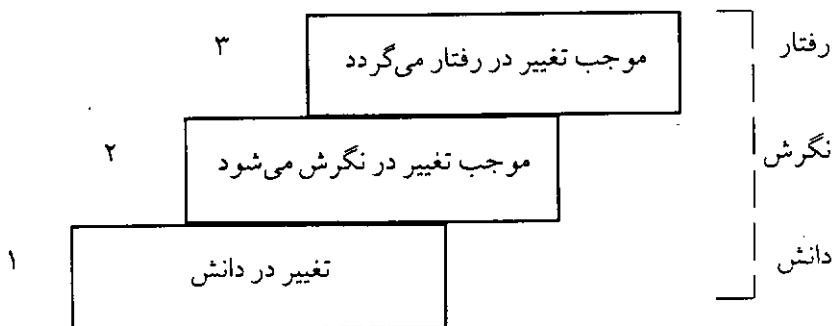 رفتار
موجب تغییر در رفتار می‌گردد
۳
نگرش
موجب تغییر در نگرش می‌شود
۲
دانش
تغییر در دانش
۱